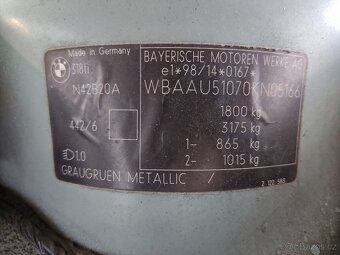 Made in Germany
BAYERISCHE MOTOREN WERKE AG
318ti
e1*98/14*0167*
N42B20A
WBAAU51070KN05166
1800 kg
442/6
3175 kg
1- 865 kg
1.0
2- 1015 kg
GRAUGRUEN METALLIC /